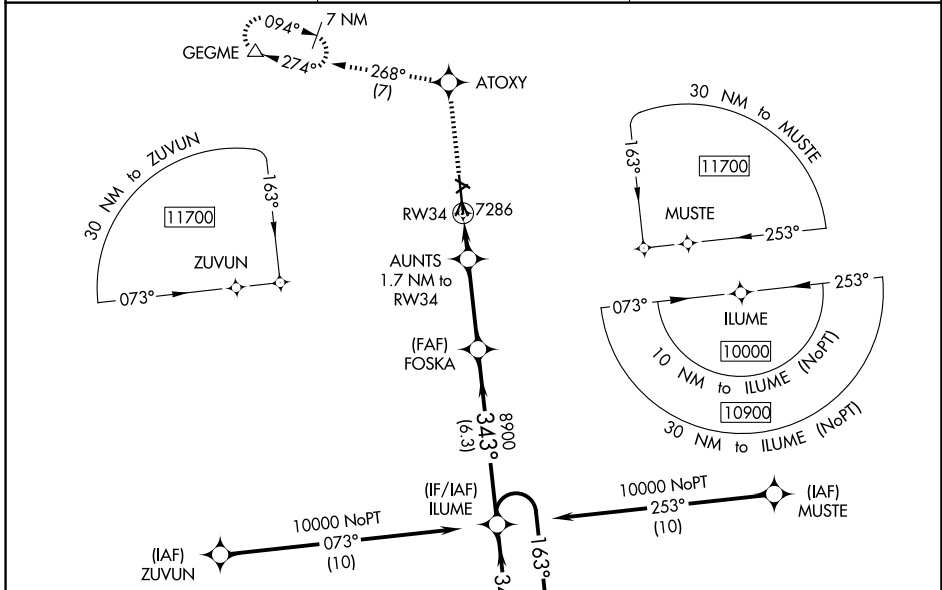 094°
7 NM
GEGME
274°
268°
(7)
ATOXY
30 NM to ZUVUN
163°
11700
ZUVUN
073°
30 NM to MUSTE
163°
11700
MUSTE
253°
RW34
7286
AUNTS
1.7 NM to
RW34
(FAF)
FOSKA
073°
253°
ILUME
10000
10 NM to ILUME (NoPT)
10900
30 NM to ILUME (NoPT)
8900
343°
(6.3)
(IF/IAF)
ILUME
10000 NoPT
073°
(10)
(IAF)
ZUVUN
10000 NoPT
253°
(10)
(IAF)
MUSTE
163°
34